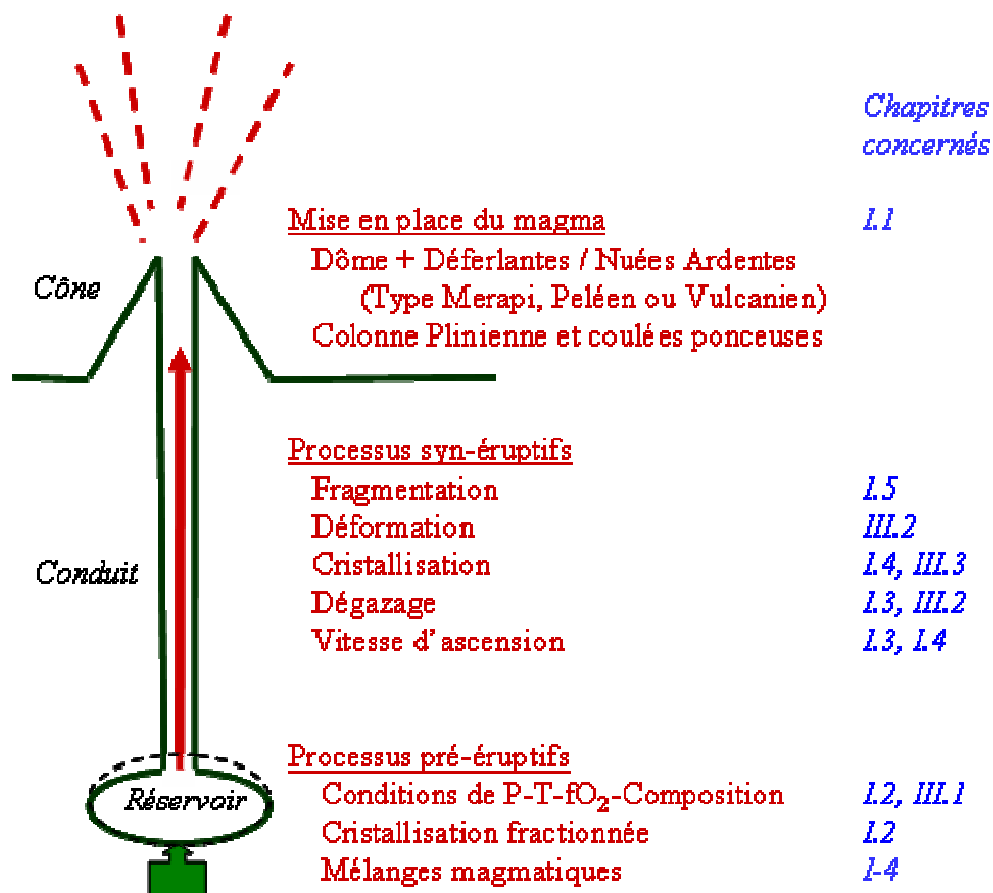 Chapitres
concernés
Mise en place du magma I.1
Dôme + Déferlantes / Nuées Ardentes
(Type Merapi, Peléen ou Vulcanien)
Cône
Colonne Plinienne et coulées ponceuses
Processus syn-éruptifs
Fragmentation I.5
Déformation III.2
Conduit
Cristallisation I.4, III.3
Dégazage I.3, III.2
Vitesse d'ascension I.3, I.4
Processus pré-éruptifs
Réservoir
Conditions de P-T-fO₂-Composition I.2, III.1
Cristallisation fractionnée I.2
Mélanges magmatiques I-4